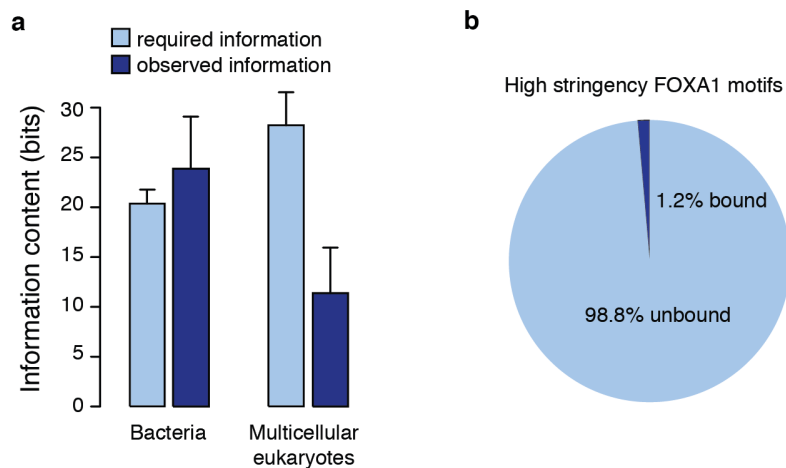 a
required information
observed information
Information content (bits)
30
25
20
15
10
5
0
Bacteria
Multicellular
eukaryotes
b
High stringency FOXA1 motifs
1.2% bound
98.8% unbound